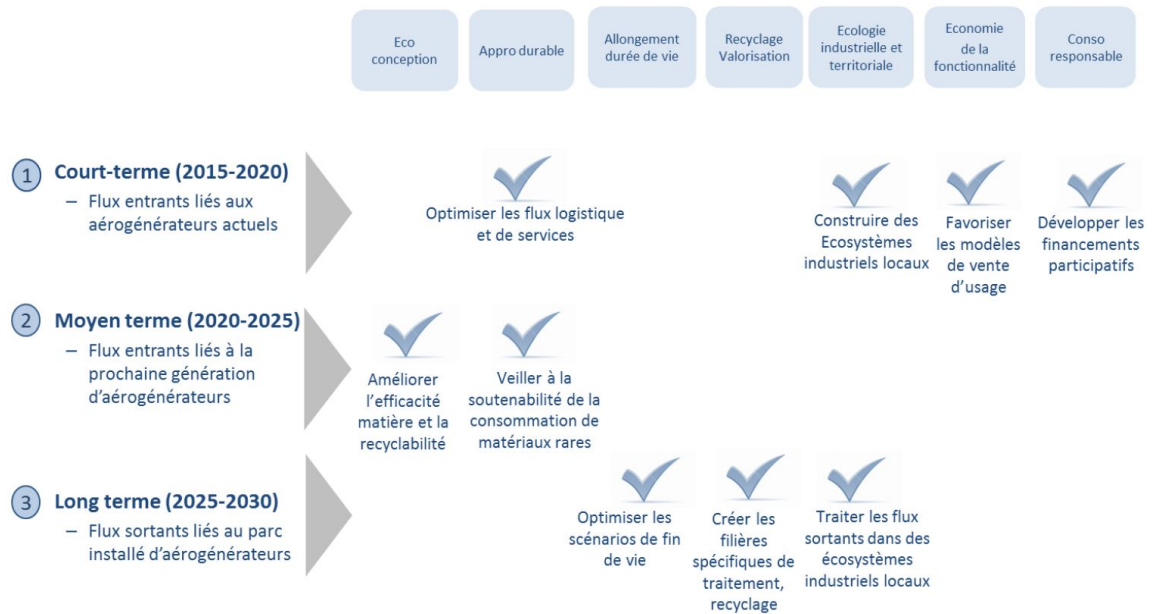 Eco
conception
Appro durable
Allongement
durée de vie
Recyclage
Valorisation
Ecologie
industrielle et
territoriale
Economie
de la
fonctionnalité
Conso
responsable
1
Court-terme (2015-2020)
– Flux entrants liés aux
aérogénérateurs actuels
Optimiser les flux logistique
et de services
Construire des
Ecosystèmes
industriels locaux
Favoriser
les modèles
de vente
d'usage
Développer les
financements
participatifs
2
Moyen terme (2020-2025)
– Flux entrants liés à la
prochaine génération
d'aérogénérateurs
Améliorer
l'efficacité
matière et la
recyclabilité
Veiller à la
soutenabilité de la
consommation de
matériaux rares
3
Long terme (2025-2030)
– Flux sortants liés au parc
installé d'aérogénérateurs
Optimiser les
scénarios de fin
de vie
Créer les
filières
spécifiques de
traitement,
recyclage
Traiter les flux
sortants dans des
écosystèmes
industriels locaux